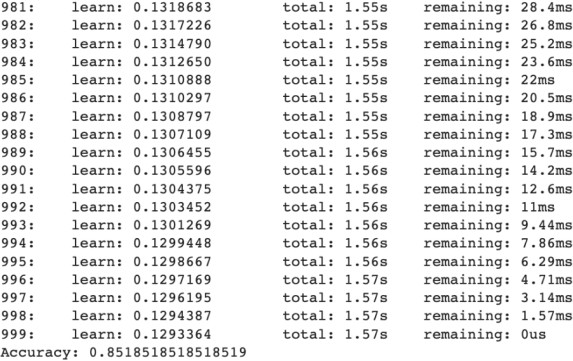 981:    learn: 0.1318683    total: 1.55s    remaining: 28.4ms
982:    learn: 0.1317226    total: 1.55s    remaining: 26.8ms
983:    learn: 0.1314790    total: 1.55s    remaining: 25.2ms
984:    learn: 0.1312650    total: 1.55s    remaining: 23.6ms
985:    learn: 0.1310888    total: 1.55s    remaining: 22ms
986:    learn: 0.1310297    total: 1.55s    remaining: 20.5ms
987:    learn: 0.1308797    total: 1.55s    remaining: 18.9ms
988:    learn: 0.1307109    total: 1.55s    remaining: 17.3ms
989:    learn: 0.1306455    total: 1.56s    remaining: 15.7ms
990:    learn: 0.1305596    total: 1.56s    remaining: 14.2ms
991:    learn: 0.1304375    total: 1.56s    remaining: 12.6ms
992:    learn: 0.1303452    total: 1.56s    remaining: 11ms
993:    learn: 0.1301269    total: 1.56s    remaining: 9.44ms
994:    learn: 0.1299448    total: 1.56s    remaining: 7.86ms
995:    learn: 0.1298667    total: 1.56s    remaining: 6.29ms
996:    learn: 0.1297169    total: 1.57s    remaining: 4.71ms
997:    learn: 0.1296195    total: 1.57s    remaining: 3.14ms
998:    learn: 0.1294387    total: 1.57s    remaining: 1.57ms
999:    learn: 0.1293364    total: 1.57s    remaining: 0us
Accuracy: 0.8518518518518519